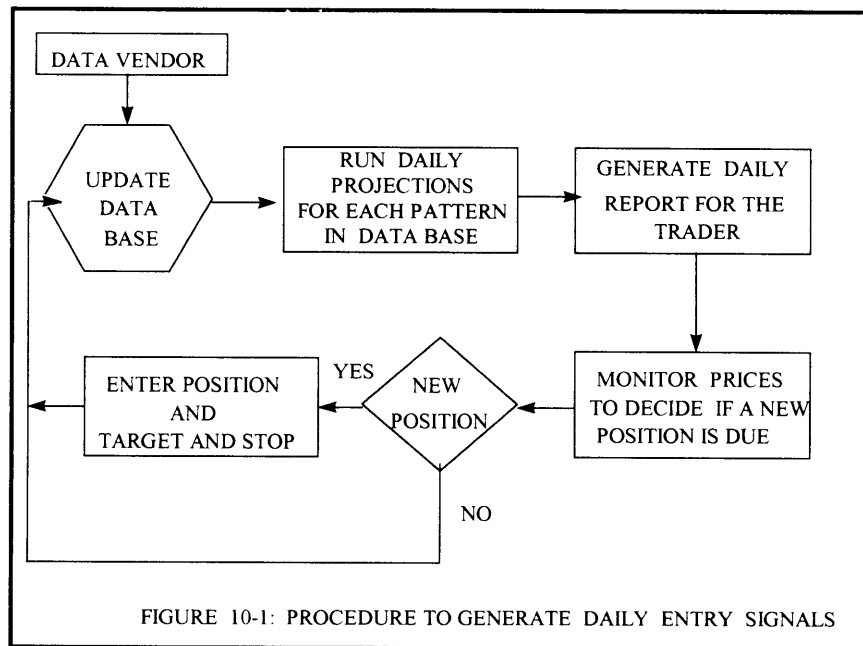 DATA VENDOR
UPDATE
DATA
BASE
RUN DAILY
PROJECTIONS
FOR EACH PATTERN
IN DATA BASE
GENERATE DAILY
REPORT FOR THE
TRADER
MONITOR PRICES
TO DECIDE IF A NEW
POSITION IS DUE
NEW
POSITION
YES
ENTER POSITION
AND
TARGET AND STOP
NO
FIGURE 10-1: PROCEDURE TO GENERATE DAILY ENTRY SIGNALS